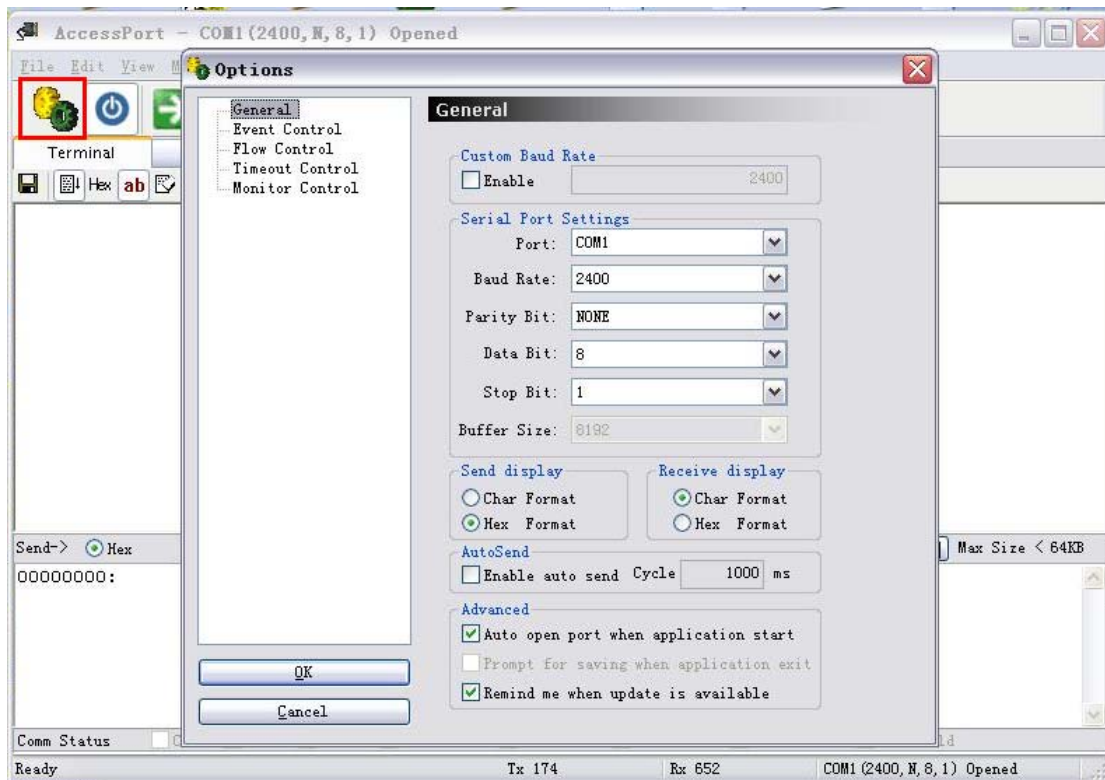 AccessPort - COM1(2400,N,8,1) Opened
File Edit View M
Options
General
Event Control
Flow Control
Timeout Control
Monitor Control
OK
Cancel
General
Custom Baud Rate
Enable 2400
Serial Port Settings
Port: COM1
Baud Rate: 2400
Parity Bit: NONE
Data Bit: 8
Stop Bit: 1
Buffer Size: 8192
Send display
Char Format
Hex Format
Receive display
Char Format
Hex Format
AutoSend
Enable auto send Cycle 1000 ms
Advanced
Auto open port when application start
Prompt for saving when application exit
Remind me when update is available
Terminal
Hex ab
Send-> Hex
Max Size < 64KB
00000000:
Comm Status
Ready Tx 174 Rx 652 COM1(2400,N,8,1) Opened